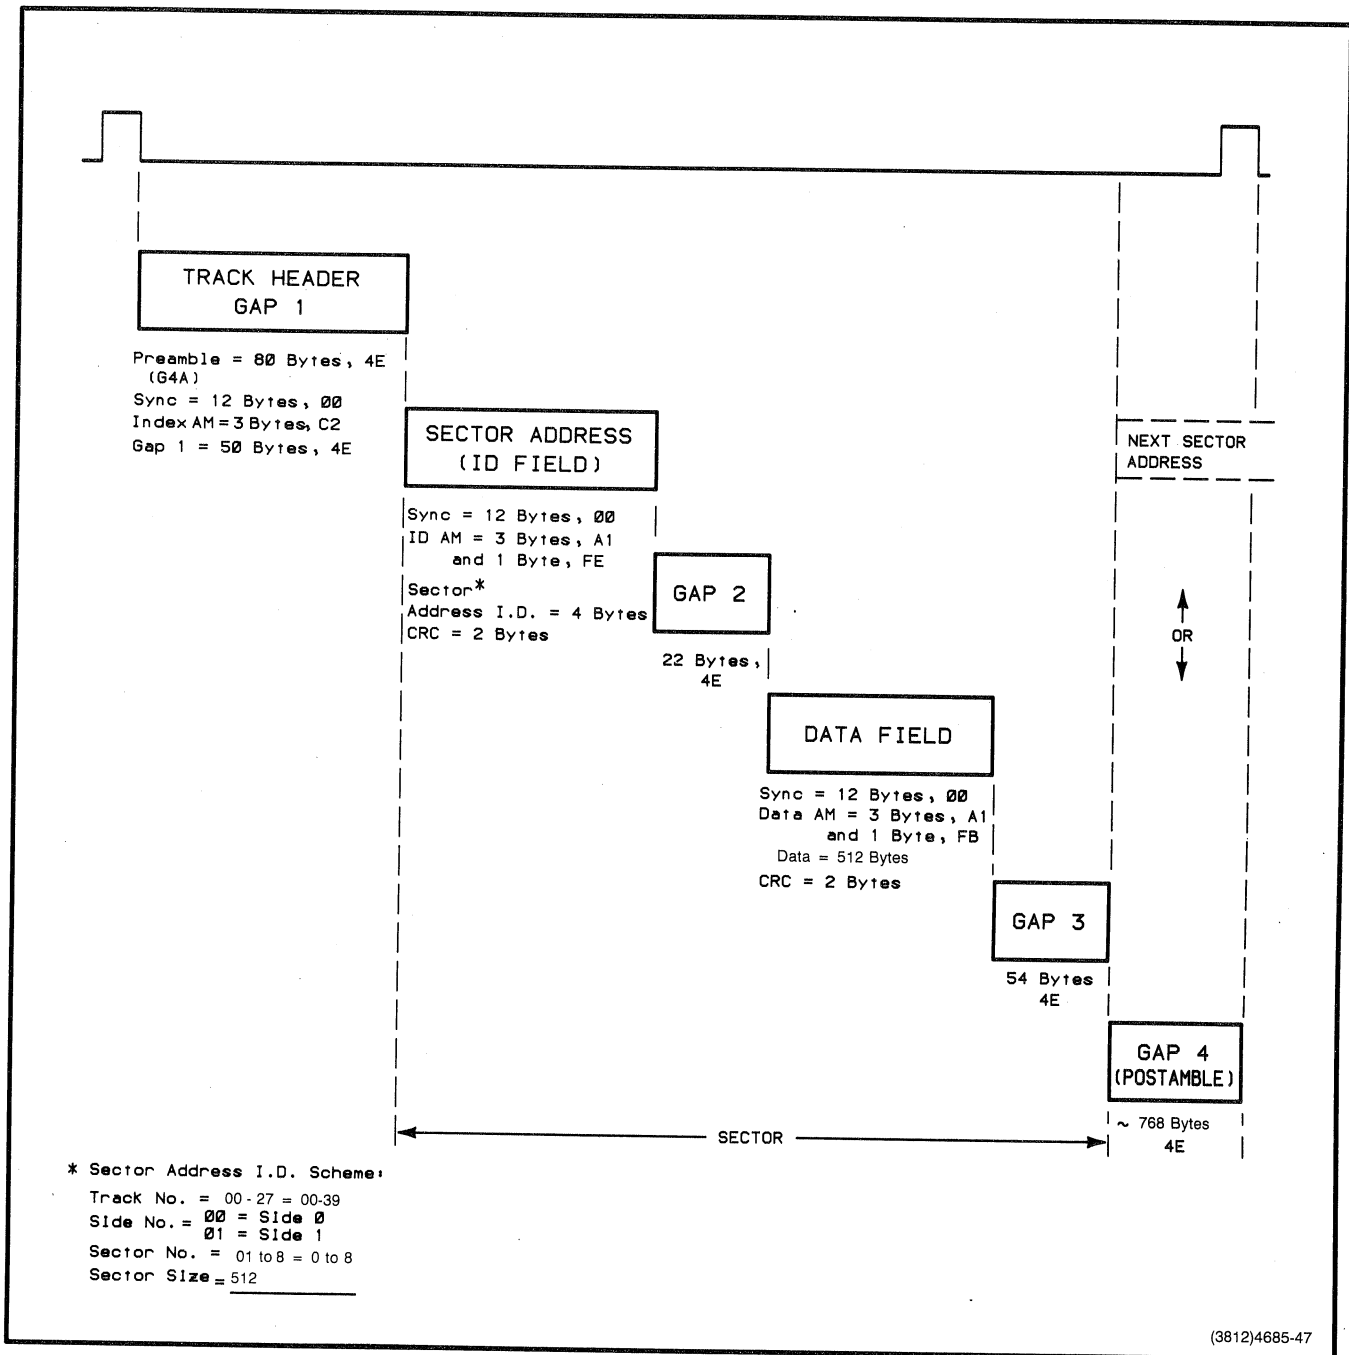 TRACK HEADER
GAP 1
Preamble = 80 Bytes, 4E
(G4A)
Sync = 12 Bytes, 00
Index AM = 3 Bytes, C2
Gap 1 = 50 Bytes, 4E
SECTOR ADDRESS
(ID FIELD)
Sync = 12 Bytes, 00
ID AM = 3 Bytes, A1
and 1 Byte, FE
Sector*
Address I.D. = 4 Bytes
CRC = 2 Bytes
GAP 2
22 Bytes,
4E
DATA FIELD
Sync = 12 Bytes, 00
Data AM = 3 Bytes, A1
and 1 Byte, FB
Data = 512 Bytes
CRC = 2 Bytes
GAP 3
54 Bytes
4E
NEXT SECTOR
ADDRESS
OR
GAP 4
(POSTAMBLE)
~ 768 Bytes
4E
SECTOR
* Sector Address I.D. Scheme:
Track No. = 00 - 27 = 00-39
Side No. = 00 = Side 0
01 = Side 1
Sector No. = 01 to 8 = 0 to 8
Sector Size = 512
(3812)4685-47